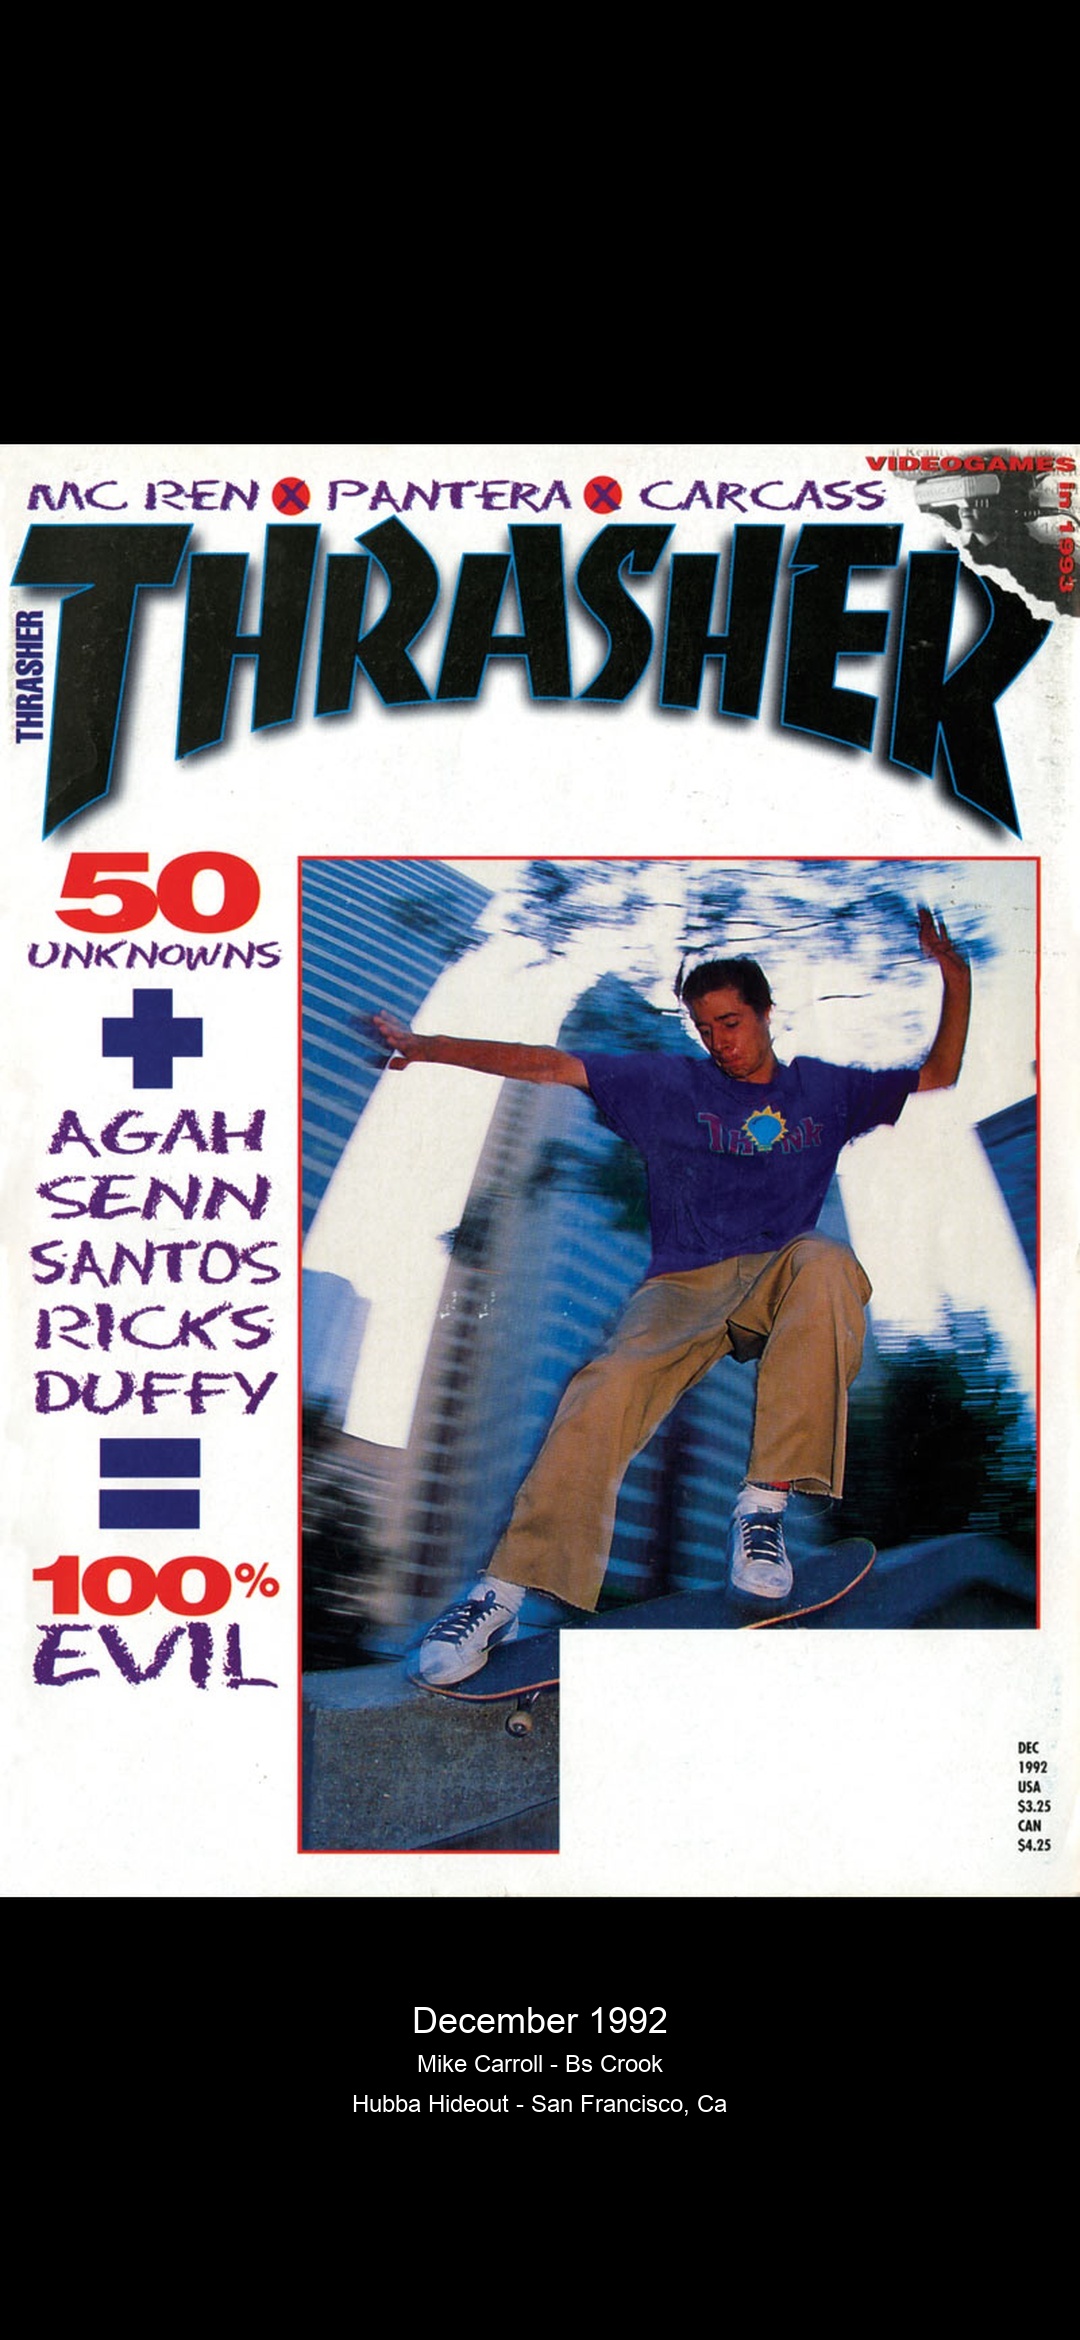 VIDEOGAMES
in 1993
MC REN X PANTERA X CARCASS
THRASHER
THRASHER
50
UNKNOWNS
+
AGAH
SENN
SANTOS
RICKS
DUFFY
=
100%
EVIL
Think
DEC
1992
USA
$3.25
CAN
$4.25
December 1992
Mike Carroll - Bs Crook
Hubba Hideout - San Francisco, Ca